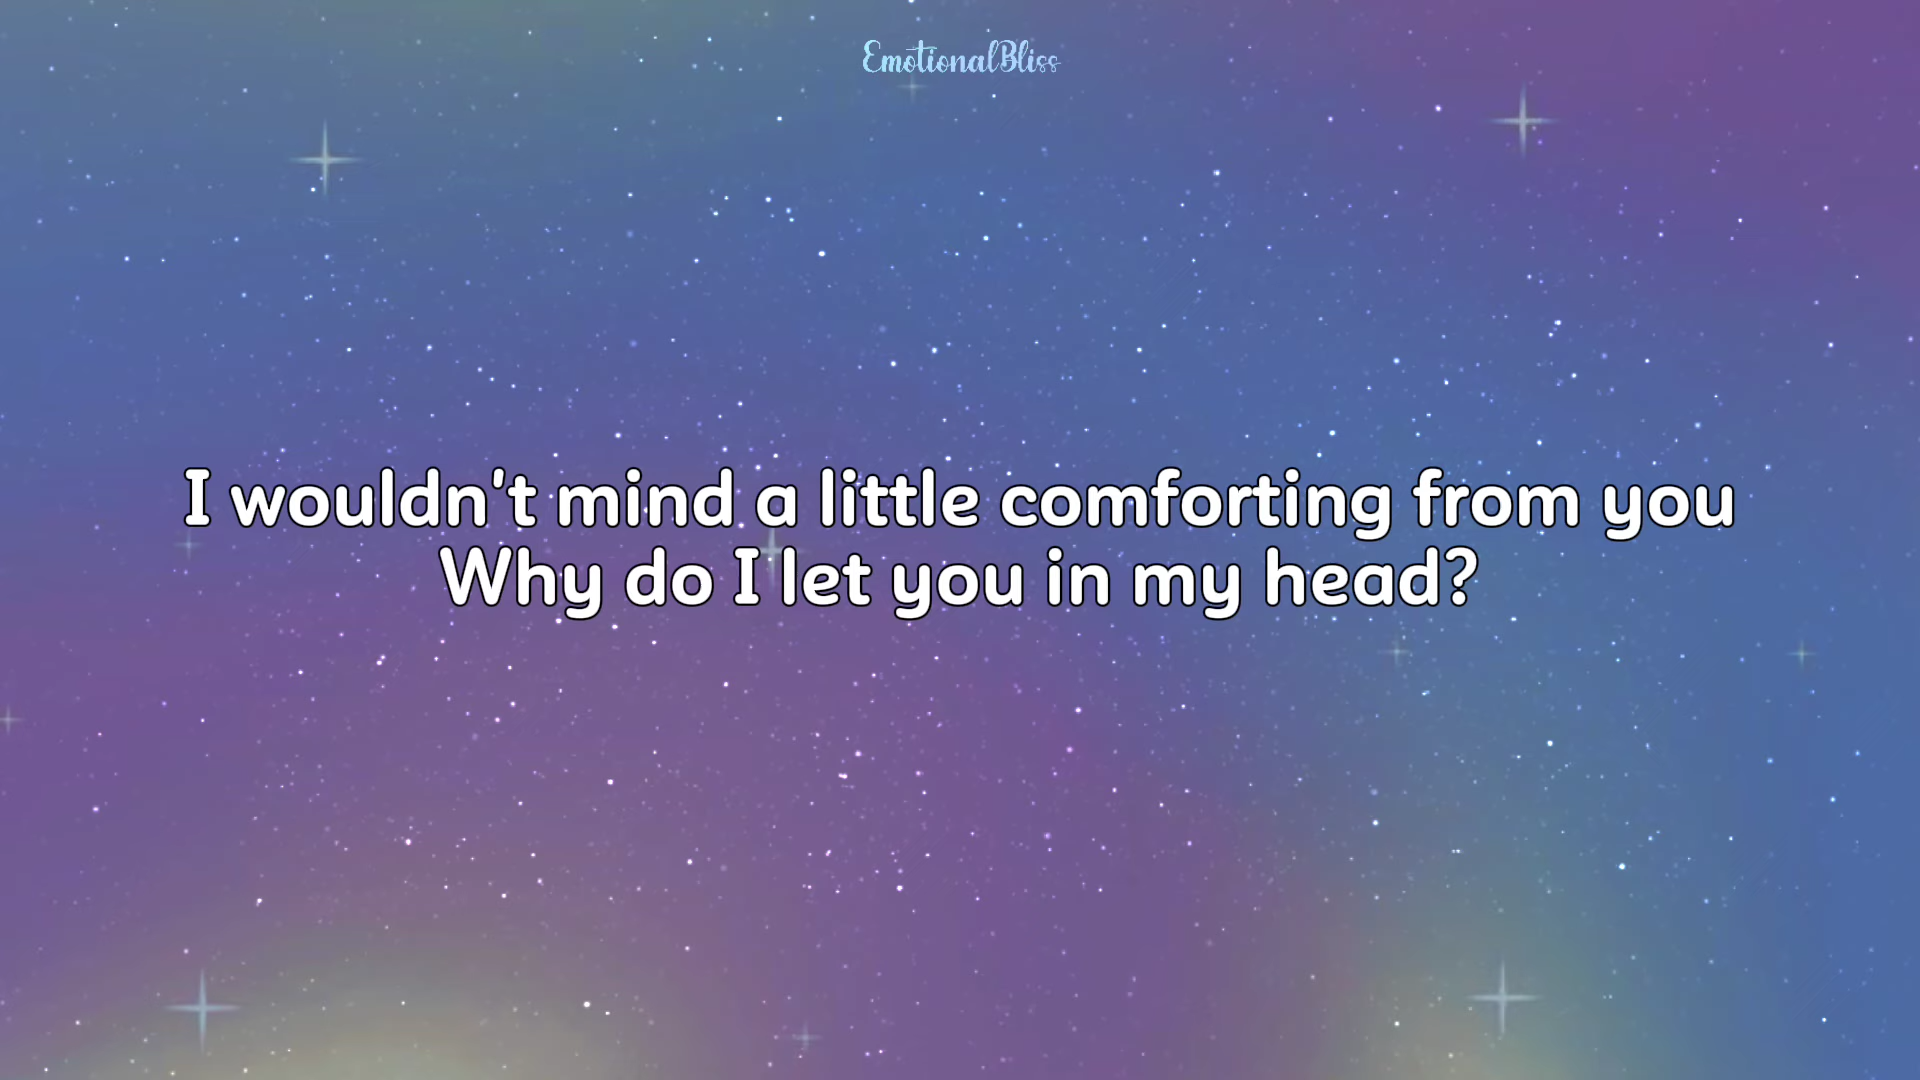 EmotionalBliss
I wouldn't mind a little comforting from you
Why do I let you in my head?